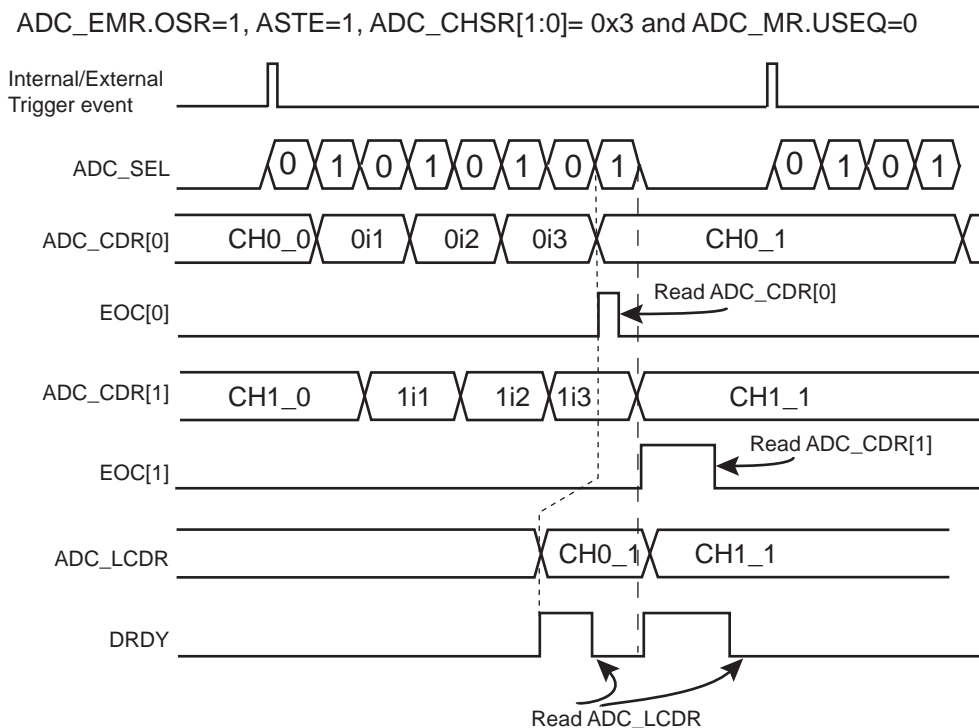 ADC_EMR.OSR=1, ASTE=1, ADC_CHSR[1:0]= 0x3 and ADC_MR.USEQ=0
Internal/External
Trigger event
ADC_SEL 0 1 0 1 0 1 0 1 0 1 0 1
ADC_CDR[0] CH0_0 0i1 0i2 0i3 CH0_1
EOC[0] Read ADC_CDR[0]
ADC_CDR[1] CH1_0 1i1 1i2 1i3 CH1_1
EOC[1] Read ADC_CDR[1]
ADC_LCDR CH0_1 CH1_1
DRDY
Read ADC_LCDR